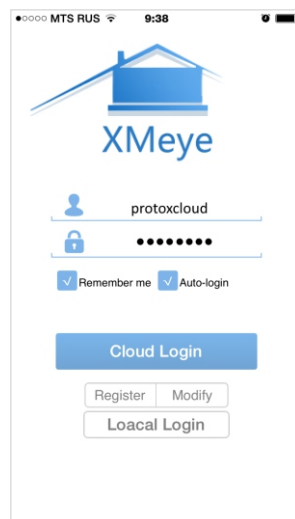 MTS RUS 9:38
XMeye
protoxcloud
●●●●●●●●
Remember me Auto-login
Cloud Login
Register Modify
Loacal Login